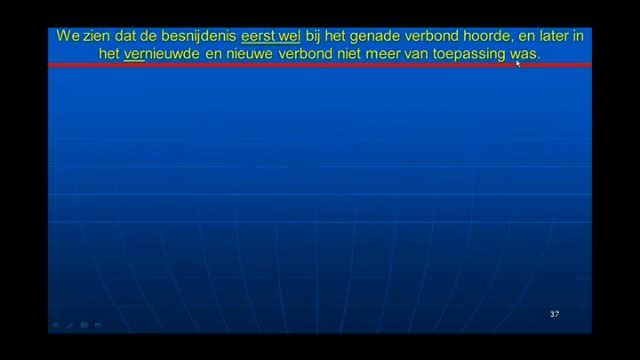 We zien dat de besnijdenis eerst wel bij het genade verbond hoorde, en later in
het vernieuwde en nieuwe verbond niet meer van toepassing was.
37